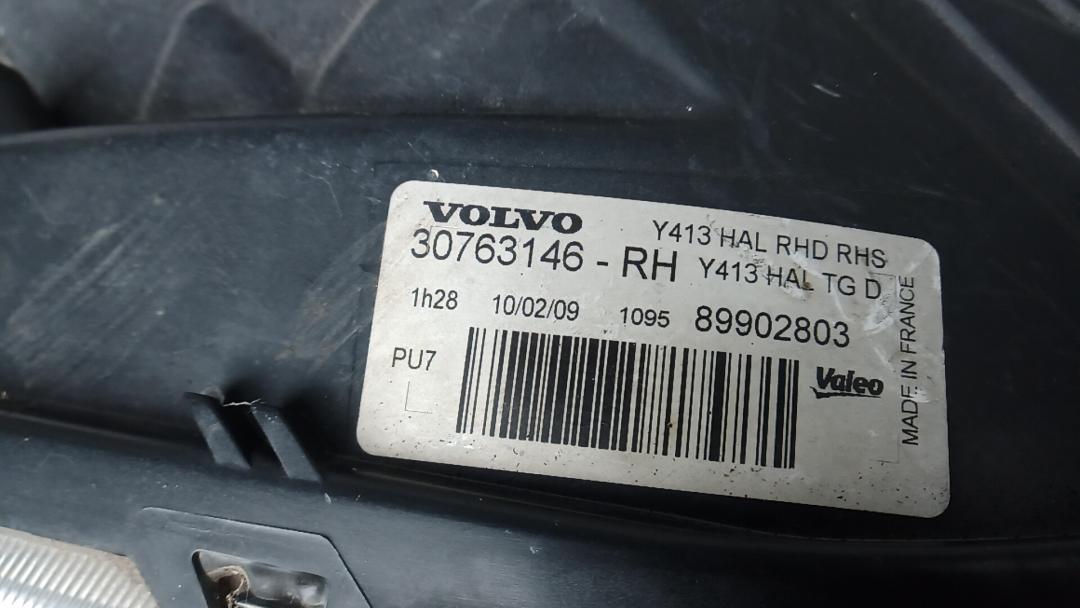 VOLVO
Y413 HAL RHD RHS
30763146 - RH
Y413 HAL TG D
1h28 10/02/09 1095 89902803
PU7
Valeo
MADE IN FRANCE